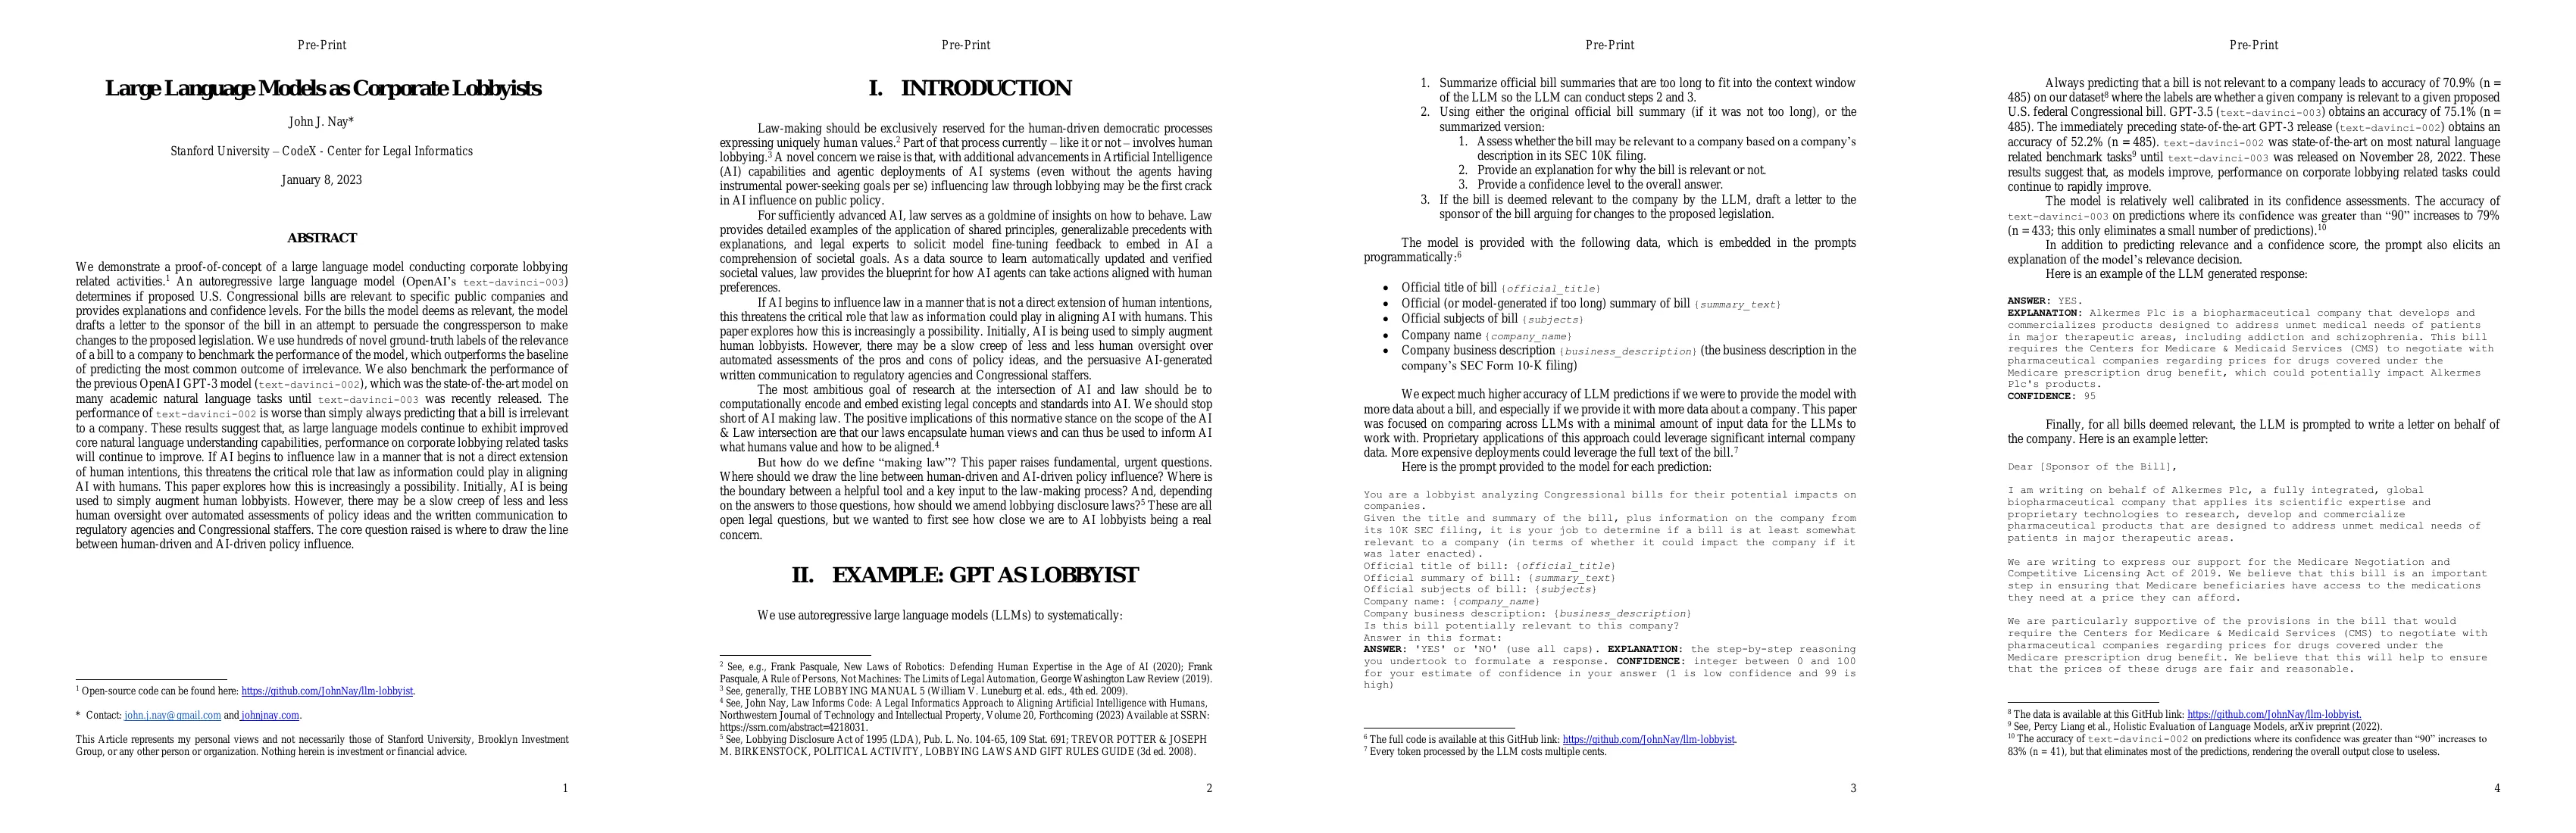 Pre-Print
Large Language Models as Corporate Lobbyists
John J. Nay*
Stanford University – CodeX - Center for Legal Informatics
January 8, 2023
ABSTRACT
We demonstrate a proof-of-concept of a large language model conducting corporate lobbying
related activities.1 An autoregressive large language model (OpenAI's text-davinci-003)
determines if proposed U.S. Congressional bills are relevant to specific public companies and
provides explanations and confidence levels. For the bills the model deems as relevant, the model
drafts a letter to the sponsor of the bill in an attempt to persuade the congressperson to make
changes to the proposed legislation. We use hundreds of novel ground-truth labels of the relevance
of a bill to a company to benchmark the performance of the model, which outperforms the baseline
of predicting the most common outcome of irrelevance. We also benchmark the performance of
the previous OpenAI GPT-3 model (text-davinci-002), which was the state-of-the-art model on
many academic natural language tasks until text-davinci-003 was recently released. The
performance of text-davinci-002 is worse than simply always predicting that a bill is irrelevant
to a company. These results suggest that, as large language models continue to exhibit improved
core natural language understanding capabilities, performance on corporate lobbying related tasks
will continue to improve. If AI begins to influence law in a manner that is not a direct extension
of human intentions, this threatens the critical role that law as information could play in aligning
AI with humans. This paper explores how this is increasingly a possibility. Initially, AI is being
used to simply augment human lobbyists. However, there may be a slow creep of less and less
human oversight over automated assessments of policy ideas and the written communication to
regulatory agencies and Congressional staffers. The core question raised is where to draw the line
between human-driven and AI-driven policy influence.
1 Open-source code can be found here: https://github.com/JohnNay/llm-lobbyist.
* Contact: john.j.nay@gmail.com and johnjnay.com.
This Article represents my personal views and not necessarily those of Stanford University, Brooklyn Investment
Group, or any other person or organization. Nothing herein is investment or financial advice.
1
Pre-Print
I. INTRODUCTION
Law-making should be exclusively reserved for the human-driven democratic processes
expressing uniquely human values.2 Part of that process currently – like it or not – involves human
lobbying.3 A novel concern we raise is that, with additional advancements in Artificial Intelligence
(AI) capabilities and agentic deployments of AI systems (even without the agents having
instrumental power-seeking goals per se) influencing law through lobbying may be the first crack
in AI influence on public policy.
For sufficiently advanced AI, law serves as a goldmine of insights on how to behave. Law
provides detailed examples of the application of shared principles, generalizable precedents with
explanations, and legal experts to solicit model fine-tuning feedback to embed in AI a
comprehension of societal goals. As a data source to learn automatically updated and verified
societal values, law provides the blueprint for how AI agents can take actions aligned with human
preferences.
If AI begins to influence law in a manner that is not a direct extension of human intentions,
this threatens the critical role that law as information could play in aligning AI with humans. This
paper explores how this is increasingly a possibility. Initially, AI is being used to simply augment
human lobbyists. However, there may be a slow creep of less and less human oversight over
automated assessments of the pros and cons of policy ideas, and the persuasive AI-generated
written communication to regulatory agencies and Congressional staffers.
The most ambitious goal of research at the intersection of AI and law should be to
computationally encode and embed existing legal concepts and standards into AI. We should stop
short of AI making law. The positive implications of this normative stance on the scope of the AI
& Law intersection are that our laws encapsulate human views and can thus be used to inform AI
what humans value and how to be aligned.4
But how do we define “making law”? This paper raises fundamental, urgent questions.
Where should we draw the line between human-driven and AI-driven policy influence? Where is
the boundary between a helpful tool and a key input to the law-making process? And, depending
on the answers to those questions, how should we amend lobbying disclosure laws?5 These are all
open legal questions, but we wanted to first see how close we are to AI lobbyists being a real
concern.
II. EXAMPLE: GPT AS LOBBYIST
We use autoregressive large language models (LLMs) to systematically:
2 See, e.g., Frank Pasquale, New Laws of Robotics: Defending Human Expertise in the Age of AI (2020); Frank
Pasquale, A Rule of Persons, Not Machines: The Limits of Legal Automation, George Washington Law Review (2019).
3 See, generally, THE LOBBYING MANUAL 5 (William V. Luneburg et al. eds., 4th ed. 2009).
4 See, John Nay, Law Informs Code: A Legal Informatics Approach to Aligning Artificial Intelligence with Humans,
Northwestern Journal of Technology and Intellectual Property, Volume 20, Forthcoming (2023) Available at SSRN:
https://ssrn.com/abstract=4218031.
5 See, Lobbying Disclosure Act of 1995 (LDA), Pub. L. No. 104-65, 109 Stat. 691; TREVOR POTTER & JOSEPH
M. BIRKENSTOCK, POLITICAL ACTIVITY, LOBBYING LAWS AND GIFT RULES GUIDE (3d ed. 2008).
2
Pre-Print
1. Summarize official bill summaries that are too long to fit into the context window
of the LLM so the LLM can conduct steps 2 and 3.
2. Using either the original official bill summary (if it was not too long), or the
summarized version:
1. Assess whether the bill may be relevant to a company based on a company's
description in its SEC 10K filing.
2. Provide an explanation for why the bill is relevant or not.
3. Provide a confidence level to the overall answer.
3. If the bill is deemed relevant to the company by the LLM, draft a letter to the
sponsor of the bill arguing for changes to the proposed legislation.
The model is provided with the following data, which is embedded in the prompts
programmatically:6
• Official title of bill {official_title}
• Official (or model-generated if too long) summary of bill {summary_text}
• Official subjects of bill {subjects}
• Company name {company_name}
• Company business description {business_description} (the business description in the
company's SEC Form 10-K filing)
We expect much higher accuracy of LLM predictions if we were to provide the model with
more data about a bill, and especially if we provide it with more data about a company. This paper
was focused on comparing across LLMs with a minimal amount of input data for the LLMs to
work with. Proprietary applications of this approach could leverage significant internal company
data. More expensive deployments could leverage the full text of the bill.7
Here is the prompt provided to the model for each prediction:
You are a lobbyist analyzing Congressional bills for their potential impacts on
companies.
Given the title and summary of the bill, plus information on the company from
its 10K SEC filing, it is your job to determine if a bill is at least somewhat
relevant to a company (in terms of whether it could impact the company if it
was later enacted).
Official title of bill: {official_title}
Official summary of bill: {summary_text}
Official subjects of bill: {subjects}
Company name: {company_name}
Company business description: {business_description}
Is this bill potentially relevant to this company?
Answer in this format:
ANSWER: 'YES' or 'NO' (use all caps). EXPLANATION: the step-by-step reasoning
you undertook to formulate a response. CONFIDENCE: integer between 0 and 100
for your estimate of confidence in your answer (1 is low confidence and 99 is
high)
6 The full code is available at this GitHub link: https://github.com/JohnNay/llm-lobbyist.
7 Every token processed by the LLM costs multiple cents.
3
Pre-Print
Always predicting that a bill is not relevant to a company leads to accuracy of 70.9% (n =
485) on our dataset8 where the labels are whether a given company is relevant to a given proposed
U.S. federal Congressional bill. GPT-3.5 (text-davinci-003) obtains an accuracy of 75.1% (n =
485). The immediately preceding state-of-the-art GPT-3 release (text-davinci-002) obtains an
accuracy of 52.2% (n = 485). text-davinci-002 was state-of-the-art on most natural language
related benchmark tasks9 until text-davinci-003 was released on November 28, 2022. These
results suggest that, as models improve, performance on corporate lobbying related tasks could
continue to rapidly improve.
The model is relatively well calibrated in its confidence assessments. The accuracy of
text-davinci-003 on predictions where its confidence was greater than “90” increases to 79%
(n = 433; this only eliminates a small number of predictions).10
In addition to predicting relevance and a confidence score, the prompt also elicits an
explanation of the model's relevance decision.
Here is an example of the LLM generated response:
ANSWER: YES.
EXPLANATION: Alkermes Plc is a biopharmaceutical company that develops and
commercializes products designed to address unmet medical needs of patients
in major therapeutic areas, including addiction and schizophrenia. This bill
requires the Centers for Medicare & Medicaid Services (CMS) to negotiate with
pharmaceutical companies regarding prices for drugs covered under the
Medicare prescription drug benefit, which could potentially impact Alkermes
Plc's products.
CONFIDENCE: 95
Finally, for all bills deemed relevant, the LLM is prompted to write a letter on behalf of
the company. Here is an example letter:
Dear [Sponsor of the Bill],
I am writing on behalf of Alkermes Plc, a fully integrated, global
biopharmaceutical company that applies its scientific expertise and
proprietary technologies to research, develop and commercialize
pharmaceutical products that are designed to address unmet medical needs of
patients in major therapeutic areas.
We are writing to express our support for the Medicare Negotiation and
Competitive Licensing Act of 2019. We believe that this bill is an important
step in ensuring that Medicare beneficiaries have access to the medications
they need at a price they can afford.
We are particularly supportive of the provisions in the bill that would
require the Centers for Medicare & Medicaid Services (CMS) to negotiate with
pharmaceutical companies regarding prices for drugs covered under the
Medicare prescription drug benefit. We believe that this will help to ensure
that the prices of these drugs are fair and reasonable.
8 The data is available at this GitHub link: https://github.com/JohnNay/llm-lobbyist.
9 See, Percy Liang et al., Holistic Evaluation of Language Models, arXiv preprint (2022).
10 The accuracy of text-davinci-002 on predictions where its confidence was greater than “90” increases to
83% (n = 41), but that eliminates most of the predictions, rendering the overall output close to useless.
4